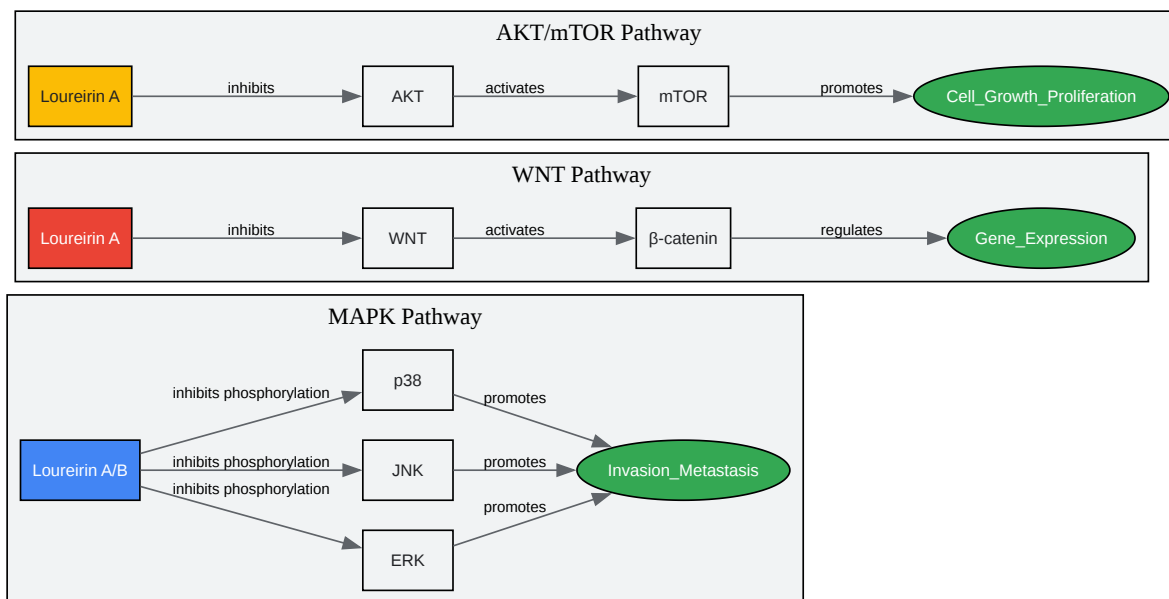 AKT/mTOR Pathway
Loureirin A
inhibits
AKT
activates
mTOR
promotes
Cell_Growth_Proliferation
WNT Pathway
Loureirin A
inhibits
WNT
activates
β-catenin
regulates
Gene_Expression
MAPK Pathway
Loureirin A/B
inhibits phosphorylation
p38
promotes
inhibits phosphorylation
JNK
promotes
Invasion_Metastasis
inhibits phosphorylation
ERK
promotes